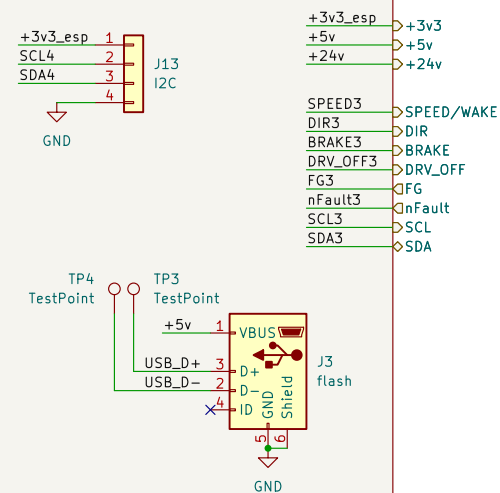 +3v3_esp 1
SCL4 2
SDA4 3
4
J13
I2C
GND
+3v3_esp +3v3
+5v +5v
+24v +24v
SPEED3 SPEED/WAKE
DIR3 DIR
BRAKE3 BRAKE
DRV_OFF3 DRV_OFF
FG3 FG
nFault3 nFault
SCL3 SCL
SDA3 SDA
TP4 TP3
TestPoint TestPoint
+5v 1 VBUS
USB_D+ 3 D+
USB_D- 2 D-
4 ID
GND Shield
5 6
J3
flash
GND